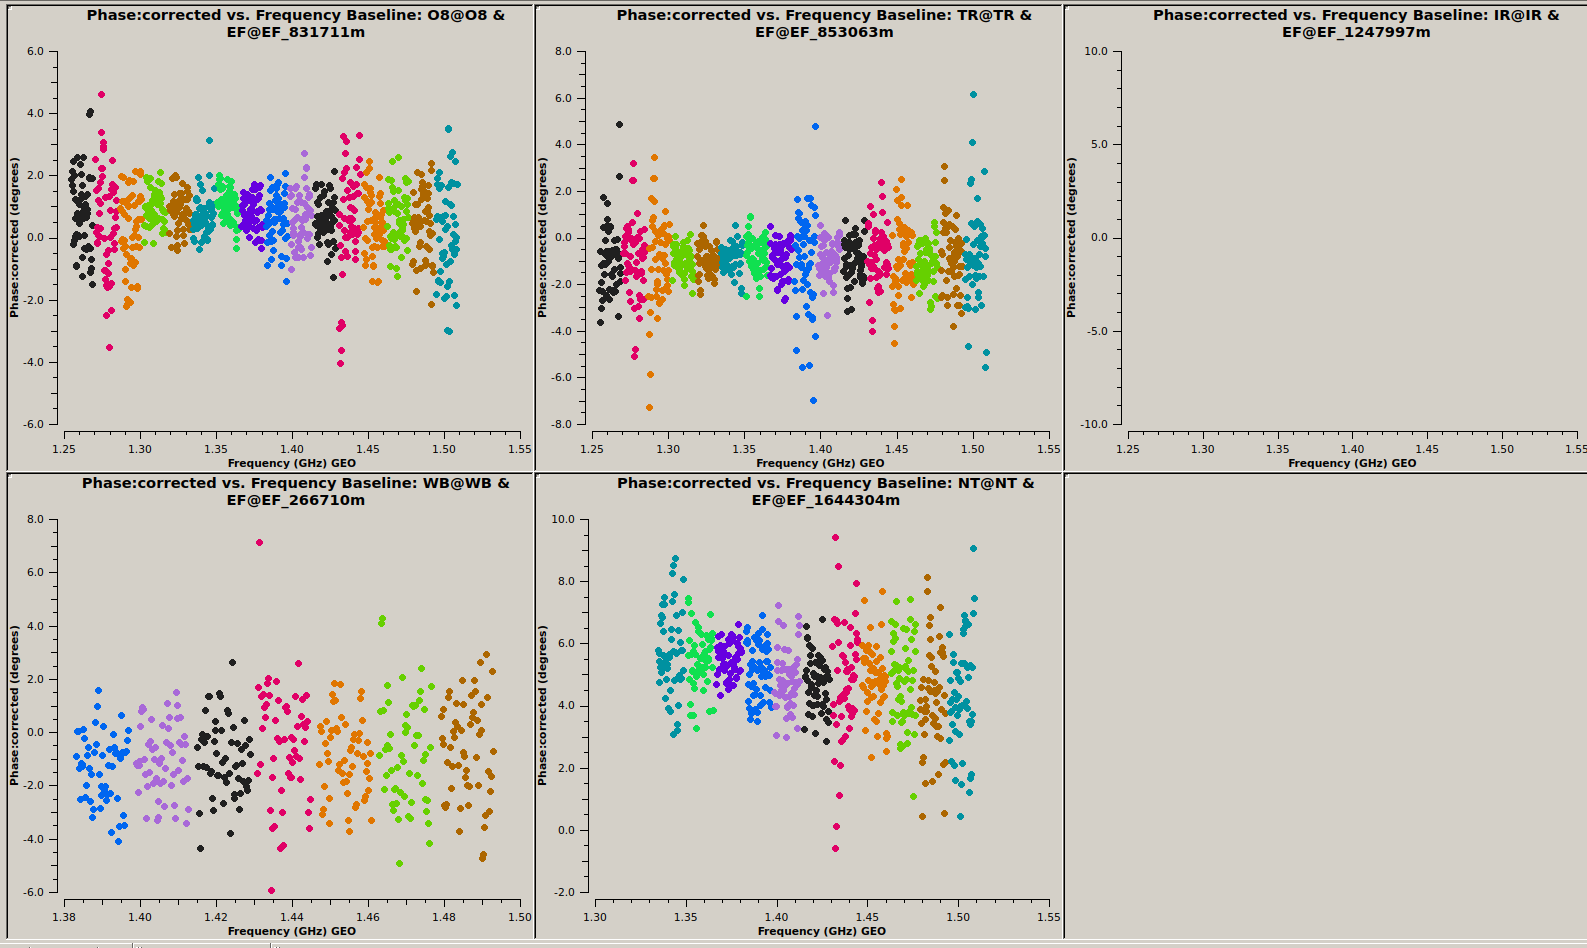 Phase:corrected vs. Frequency Baseline: O8@O8 &
EF@EF_831711m
6.0
4.0
2.0
0.0
-2.0
-4.0
-6.0
Phase:corrected (degrees)
1.25 1.30 1.35 1.40 1.45 1.50 1.55
Frequency (GHz) GEO
Phase:corrected vs. Frequency Baseline: TR@TR &
EF@EF_853063m
8.0
6.0
4.0
2.0
0.0
-2.0
-4.0
-6.0
-8.0
Phase:corrected (degrees)
1.25 1.30 1.35 1.40 1.45 1.50 1.55
Frequency (GHz) GEO
Phase:corrected vs. Frequency Baseline: IR@IR &
EF@EF_1247997m
10.0
5.0
0.0
-5.0
-10.0
Phase:corrected (degrees)
1.25 1.30 1.35 1.40 1.45 1.50 1.55
Frequency (GHz) GEO
Phase:corrected vs. Frequency Baseline: WB@WB &
EF@EF_266710m
8.0
6.0
4.0
2.0
0.0
-2.0
-4.0
-6.0
Phase:corrected (degrees)
1.38 1.40 1.42 1.44 1.46 1.48 1.50
Frequency (GHz) GEO
Phase:corrected vs. Frequency Baseline: NT@NT &
EF@EF_1644304m
10.0
8.0
6.0
4.0
2.0
0.0
-2.0
Phase:corrected (degrees)
1.30 1.35 1.40 1.45 1.50 1.55
Frequency (GHz) GEO